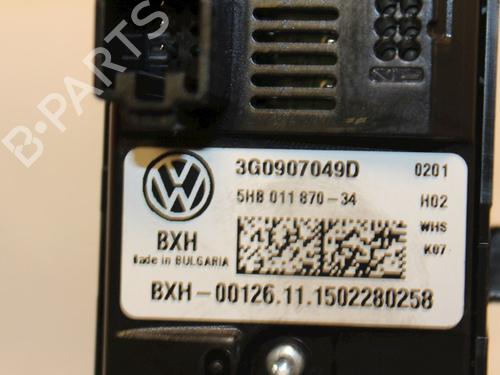 B-PARTS
3G0907049D 0201
5HB 011 870-34 H02
WHS
BXH K07
Made in BULGARIA
BXH-00126.11.1502280258